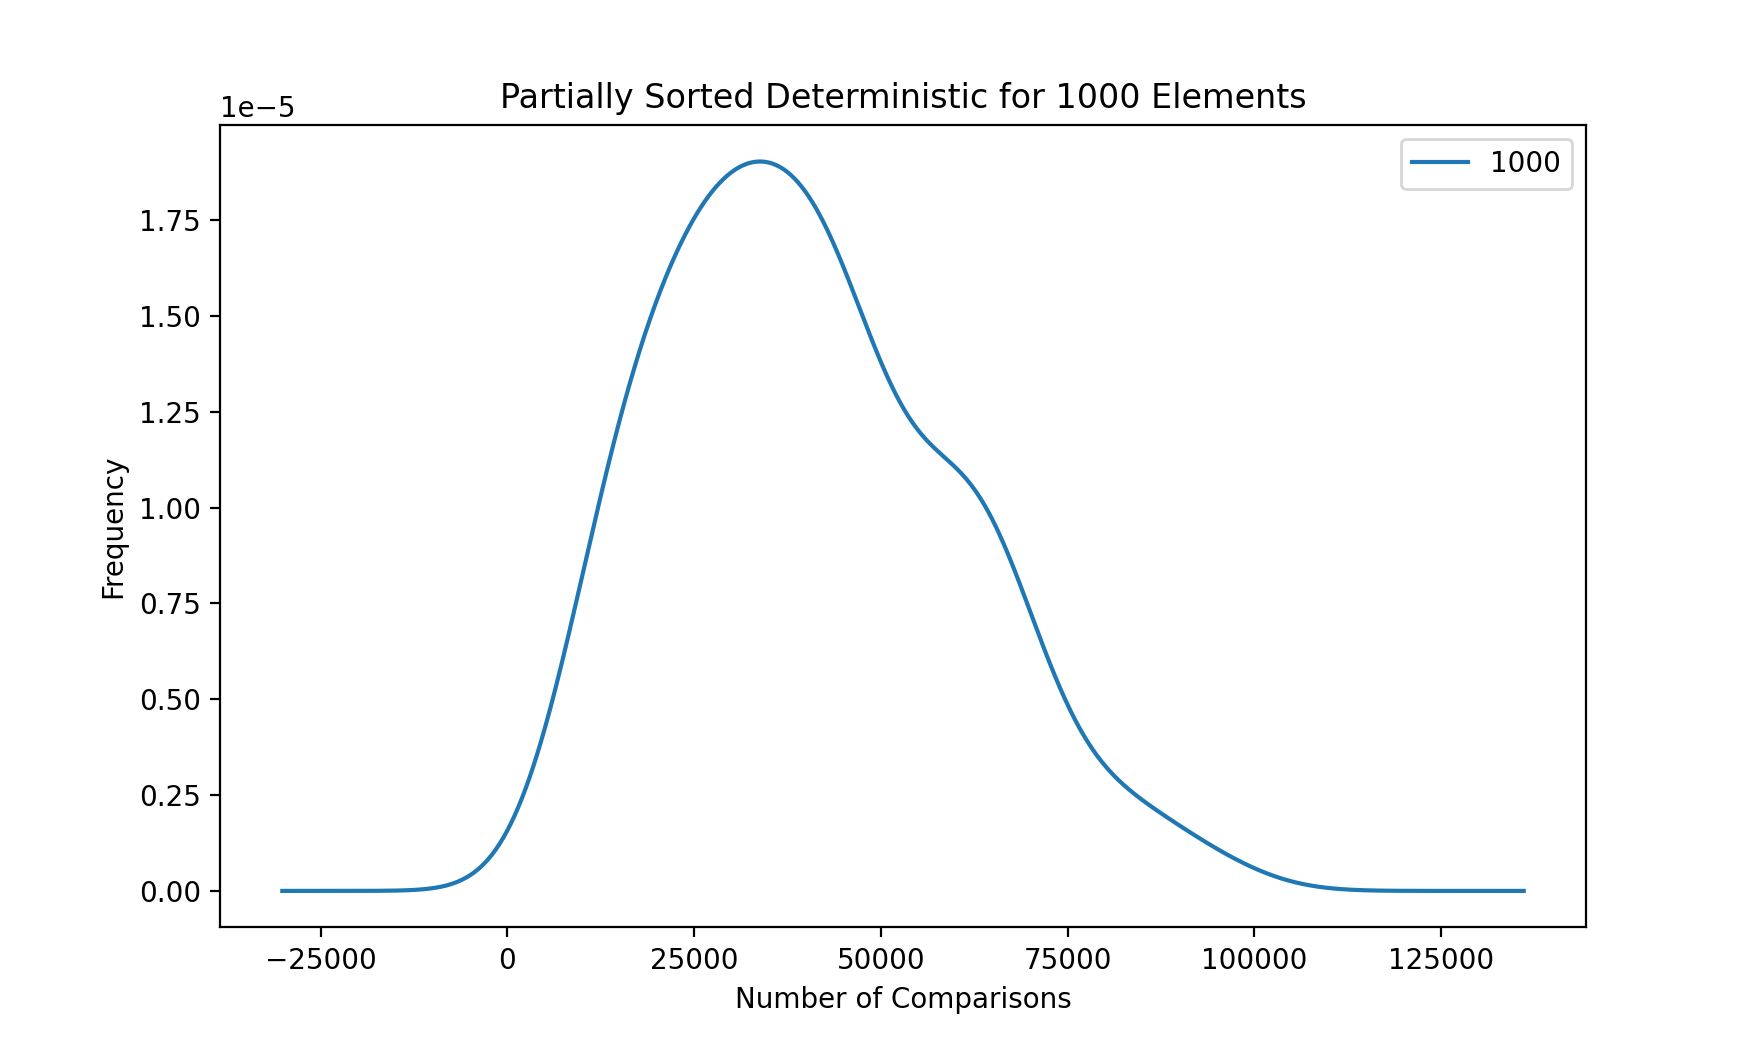 Partially Sorted Deterministic for 1000 Elements
1e−5
1000
1.75
1.50
1.25
1.00
0.75
0.50
0.25
0.00
Frequency
−25000 0 25000 50000 75000 100000 125000
Number of Comparisons